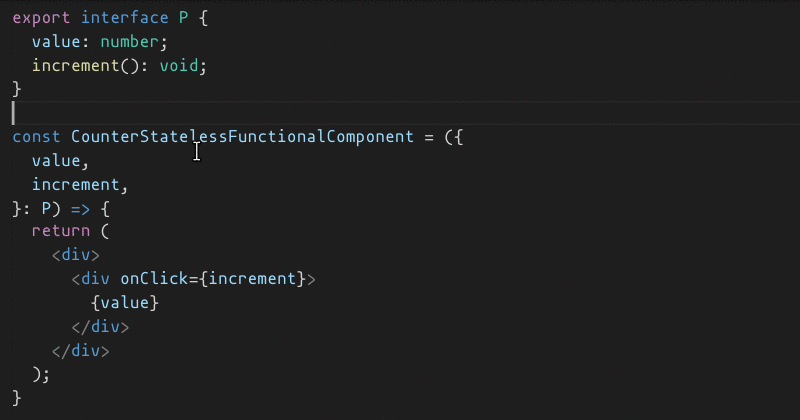 export interface P {
  value: number;
  increment(): void;
}
const CounterStatelessFunctionalComponent = ({
  value,
  increment,
}: P) => {
  return (
    <div>
      <div onClick={increment}>
        {value}
      </div>
    </div>
  );
}